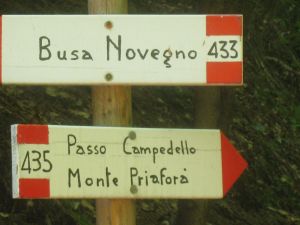 Busa Novegno 433
435 Passo Campedello
Monte Priaforà